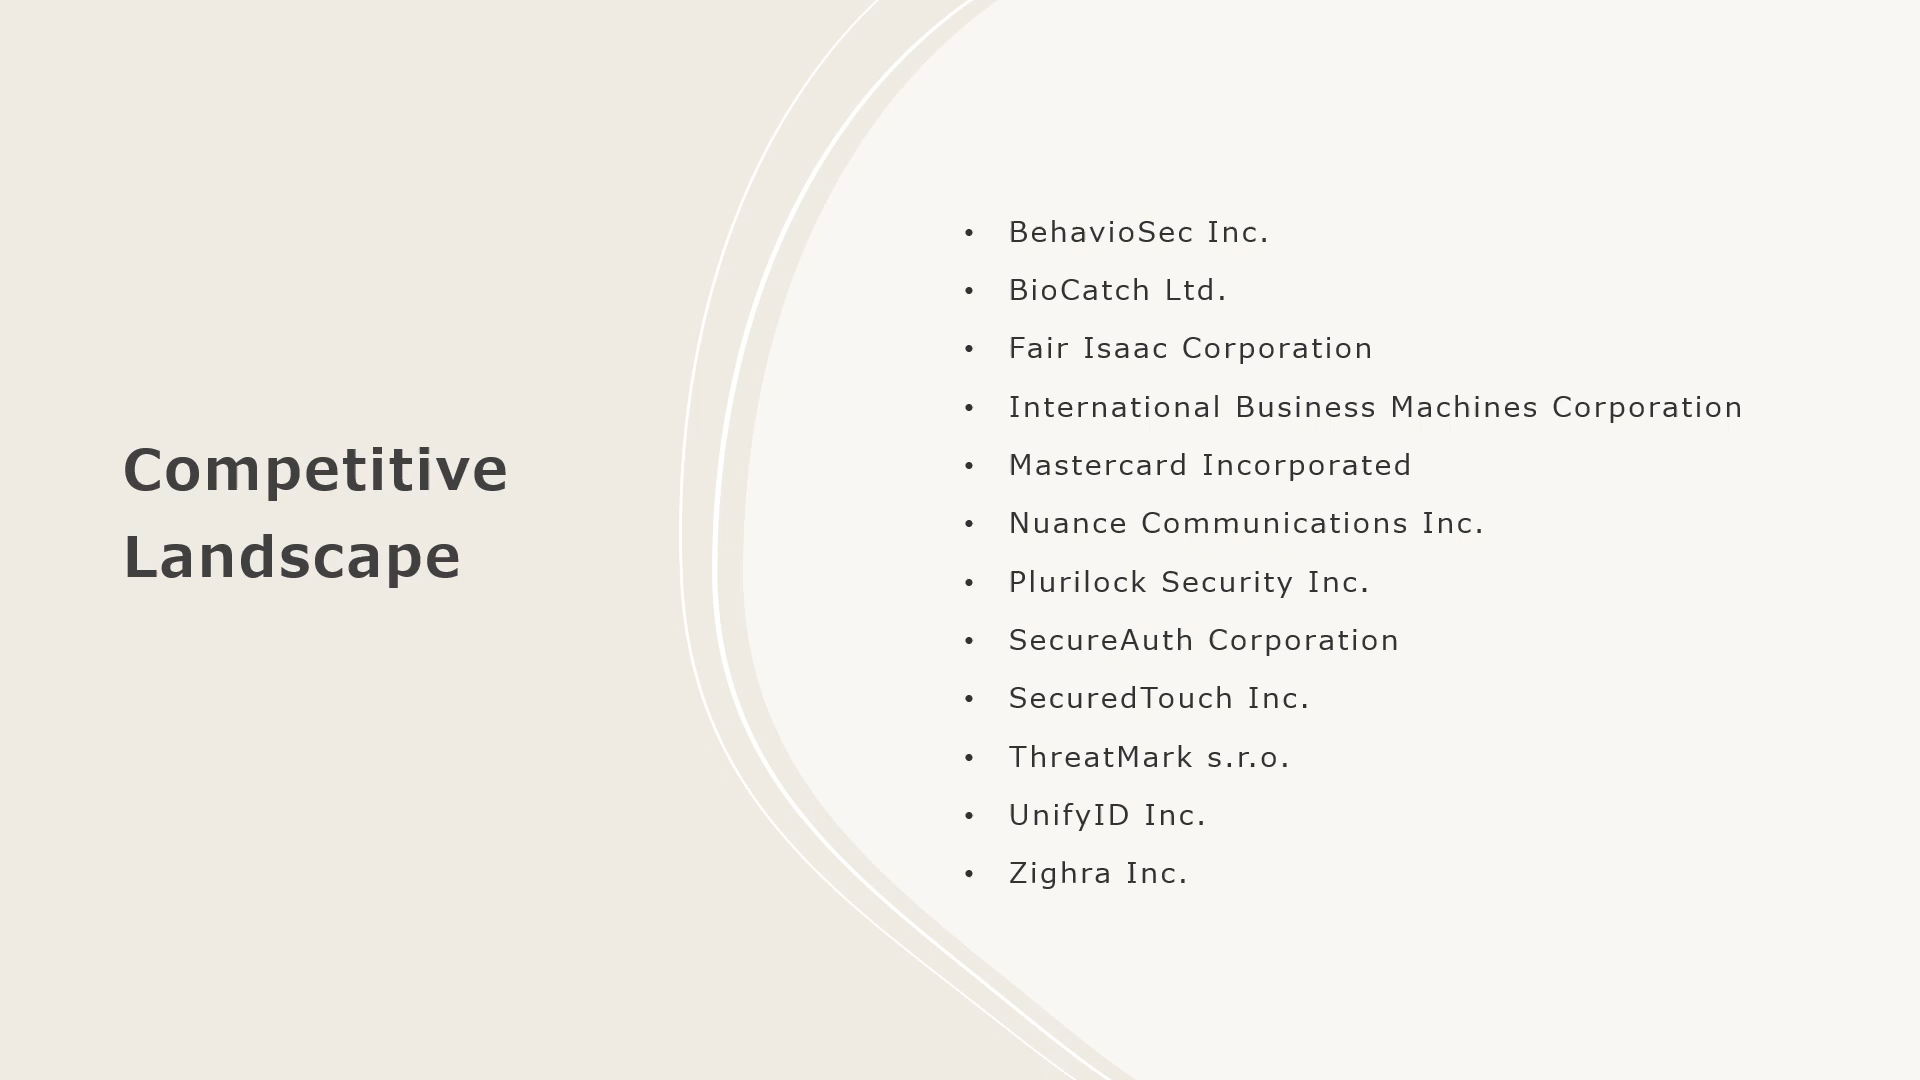 Competitive
Landscape
• BehavioSec Inc.
• BioCatch Ltd.
• Fair Isaac Corporation
• International Business Machines Corporation
• Mastercard Incorporated
• Nuance Communications Inc.
• Plurilock Security Inc.
• SecureAuth Corporation
• SecuredTouch Inc.
• ThreatMark s.r.o.
• UnifyID Inc.
• Zighra Inc.